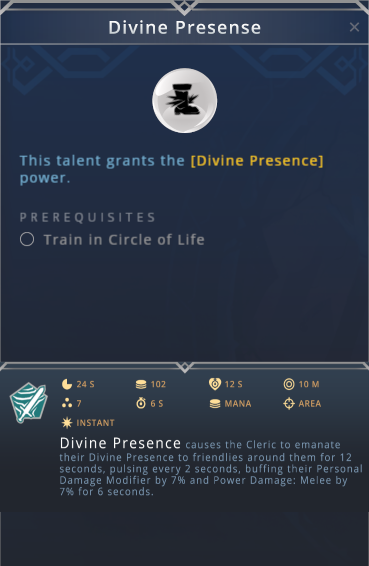 Divine Presense
This talent grants the [Divine Presence]
power.
PREREQUISITES
Train in Circle of Life
24 S 102 12 S 10 M
7 6 S MANA AREA
INSTANT
Divine Presence causes the Cleric to emanate
their Divine Presence to friendlies around them for 12
seconds, pulsing every 2 seconds, buffing their Personal
Damage Modifier by 7% and Power Damage: Melee by
7% for 6 seconds.